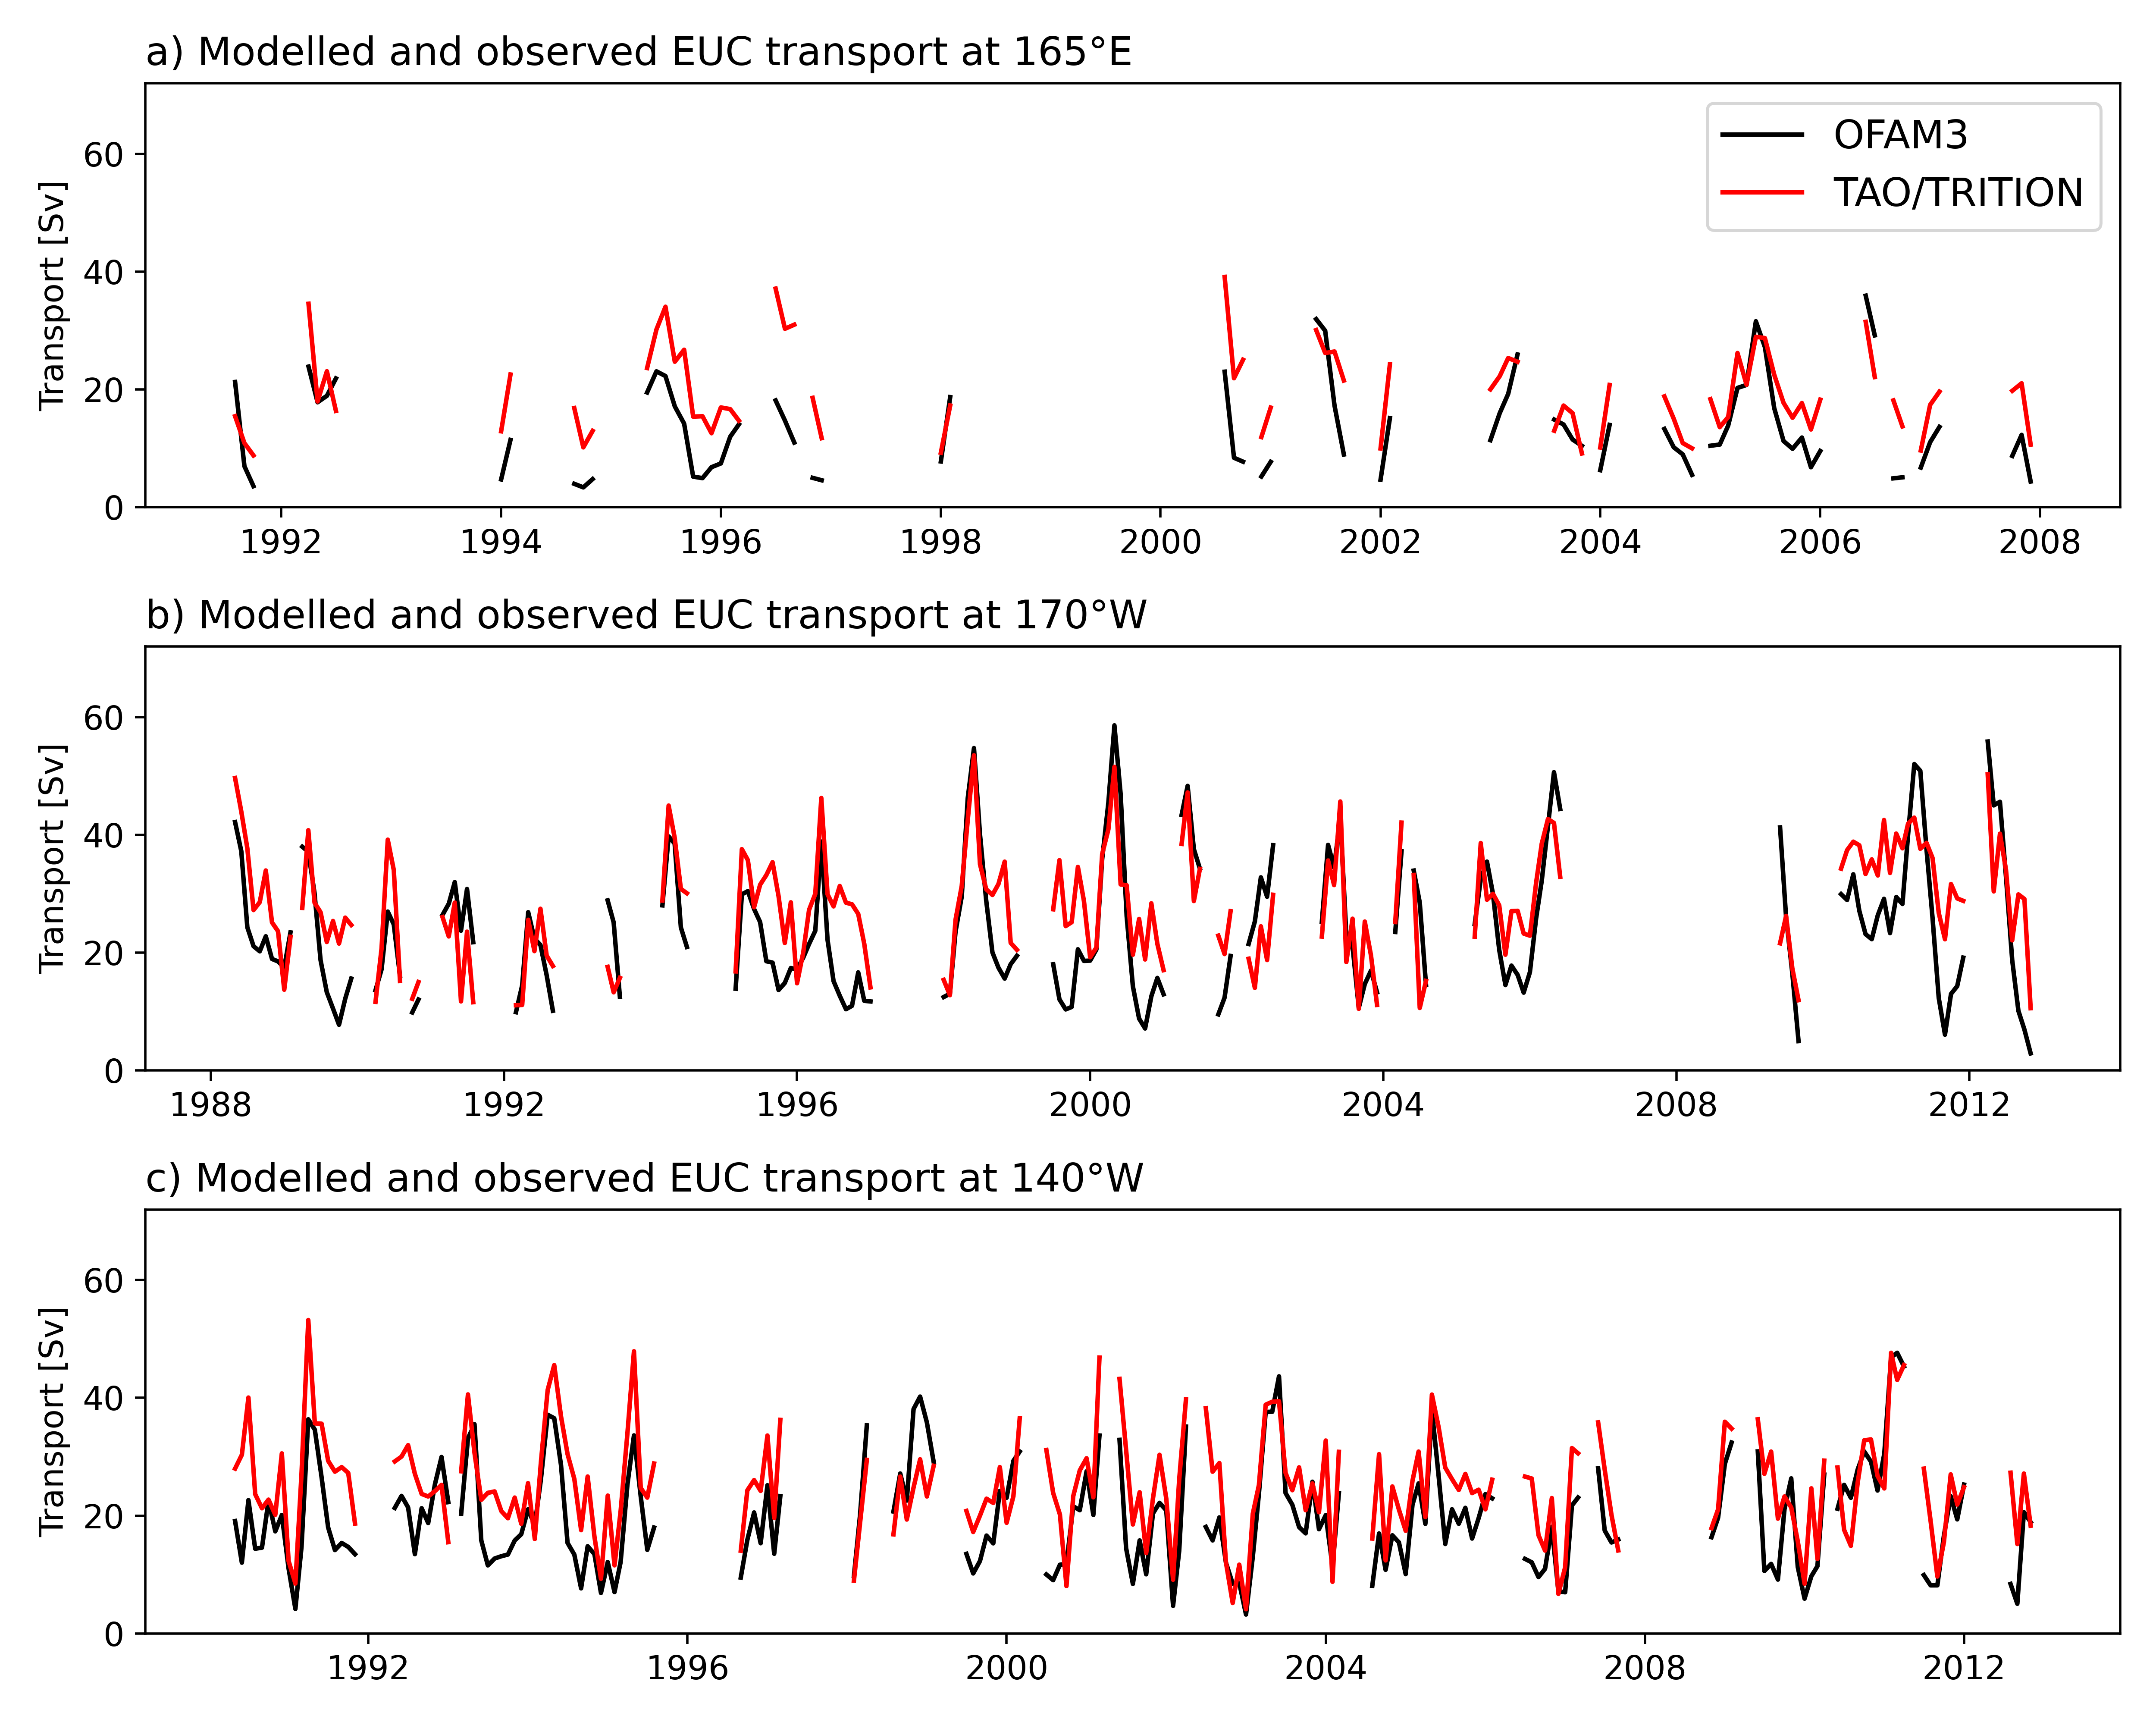 a) Modelled and observed EUC transport at 165°E
Transport [Sv]
60
40
20
0
OFAM3
TAO/TRITION
1992 1994 1996 1998 2000 2002 2004 2006 2008
b) Modelled and observed EUC transport at 170°W
Transport [Sv]
60
40
20
0
1988 1992 1996 2000 2004 2008 2012
c) Modelled and observed EUC transport at 140°W
Transport [Sv]
60
40
20
0
1992 1996 2000 2004 2008 2012